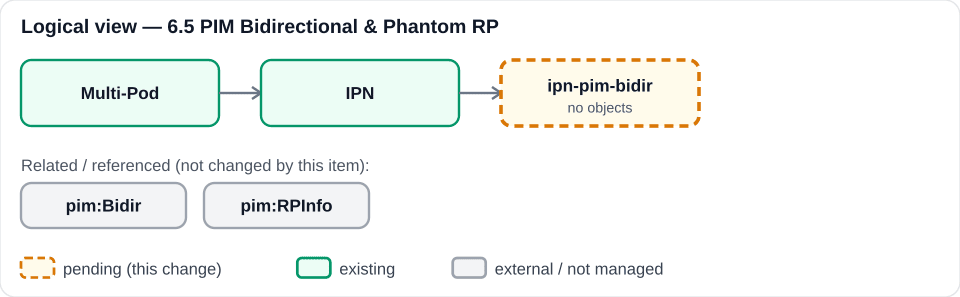 Logical view — 6.5 PIM Bidirectional & Phantom RP
Multi-Pod
IPN
ipn-pim-bidir
no objects
Related / referenced (not changed by this item):
pim:Bidir
pim:RPInfo
pending (this change)
existing
external / not managed